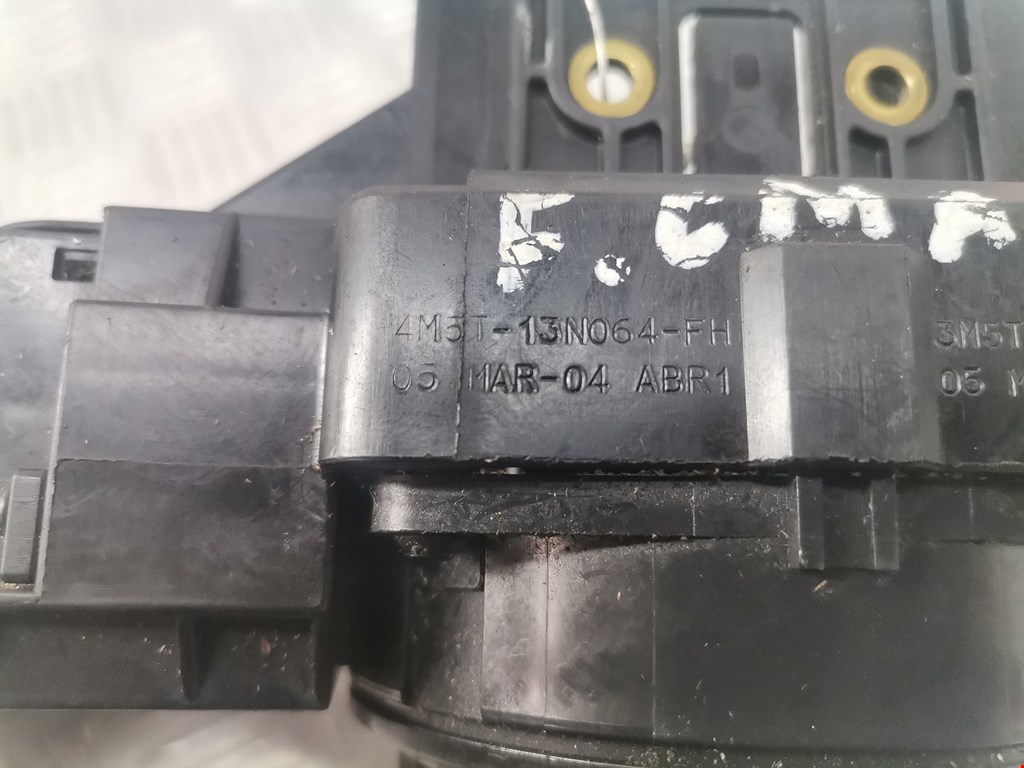 F.CMA
4M5T-13N064-FH
05 MAR-04 ABR1
3M5T
05 M